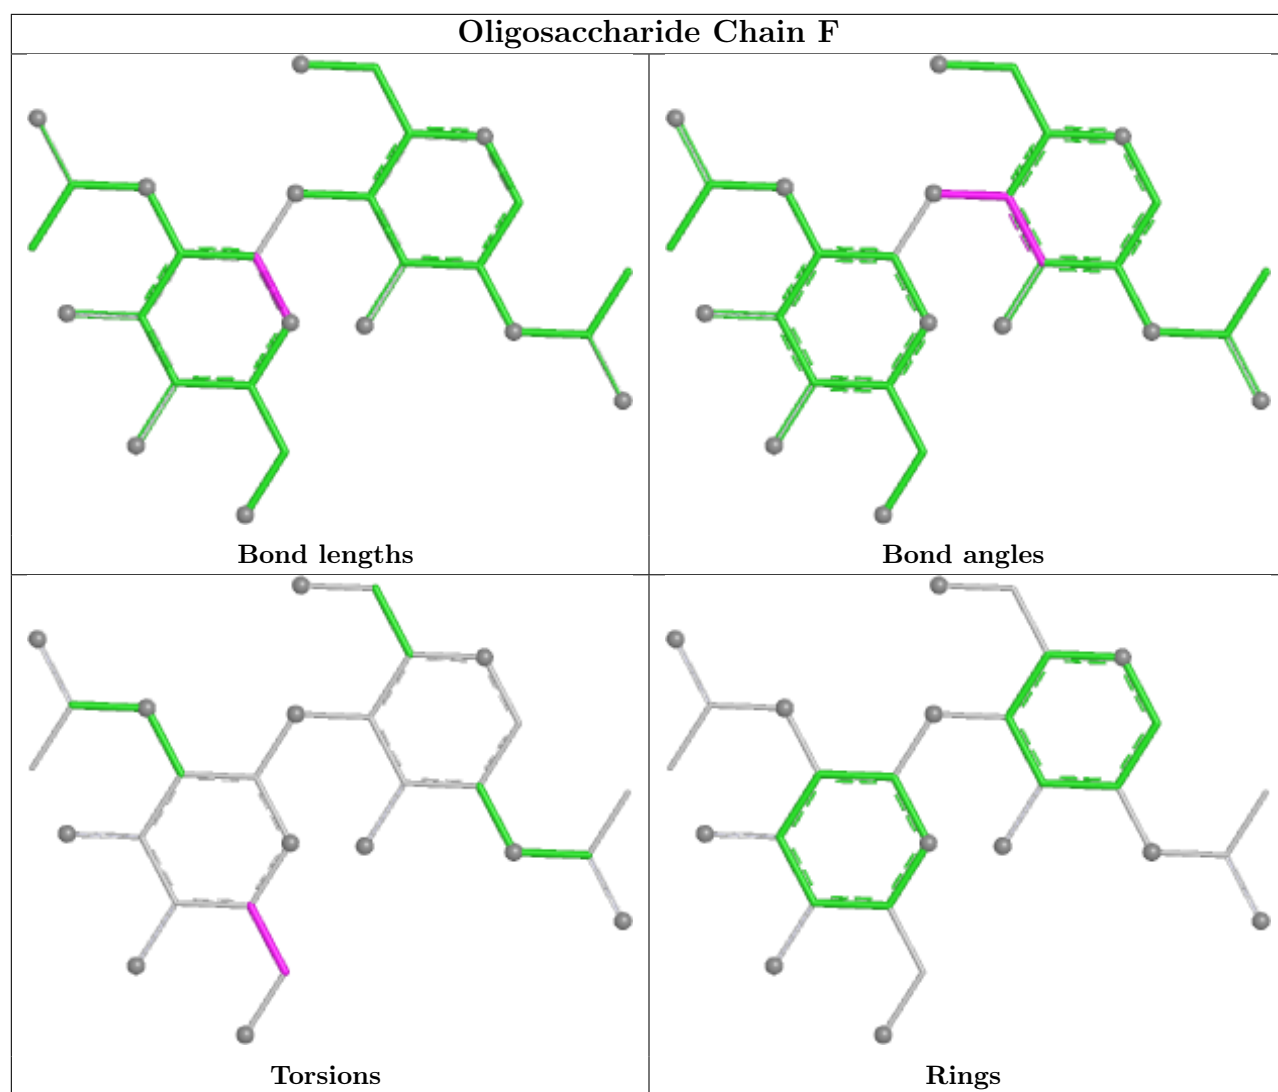 Oligosaccharide Chain F
Bond lengths
Bond angles
Torsions
Rings